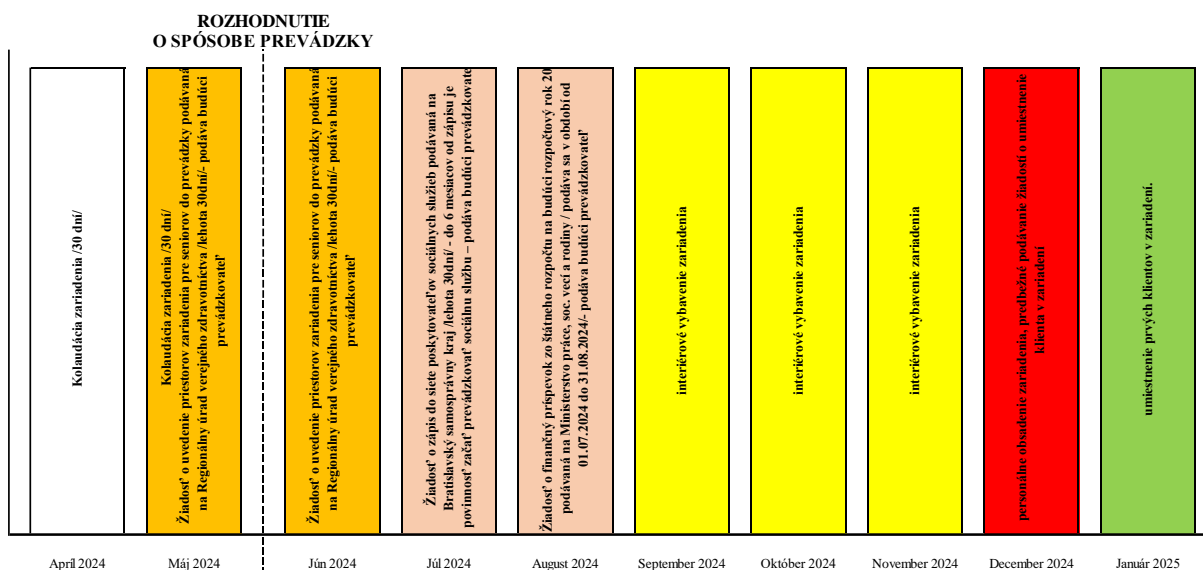 ROZHODNUTIE
O SPÓSOBE PREVÁDZKY
Kolaudácia zariadenia /30 dní/
Kolaudácia zariadenia /30 dní/
Žiadosť o uvedenie priestorov zariadenia pre seniorov do prevádzky podávaná
na Regionálny úrad verejného zdravotníctva /lehota 30dní/- podáva budúci
prevádzkovateľ
Žiadosť o uvedenie priestorov zariadenia pre seniorov do prevádzky podávaná
na Regionálny úrad verejného zdravotníctva /lehota 30dní/- podáva budúci
prevádzkovateľ
Žiadosť o zápis do siete poskytovateľov sociálnych služieb podávaná na
Bratislavský samosprávny kraj /lehota 30dní/ - do 6 mesiacov od zápisu je
povinnosť začať prevádzkovať sociálnu službu – podáva budúci prevádzkovate
Žiadosť o finančný príspevok zo štátneho rozpočtu na budúci rozpočtový rok 20
podávaná na Ministerstvo práce, soc. vecí a rodiny / podáva sa v období od
01.07.2024 do 31.08.2024/- podáva budúci prevádzkovateľ
interiérové vybavenie zariadenia
interiérové vybavenie zariadenia
interiérové vybavenie zariadenia
personálne obsadenie zariadenia, predbežné podávanie žiadostí o umiestnenie
klienta v zariadení
umiestnenie prvých klientov v zariadení.
Apríl 2024
Máj 2024
Jún 2024
Júl 2024
August 2024
September 2024
Október 2024
November 2024
December 2024
Január 2025